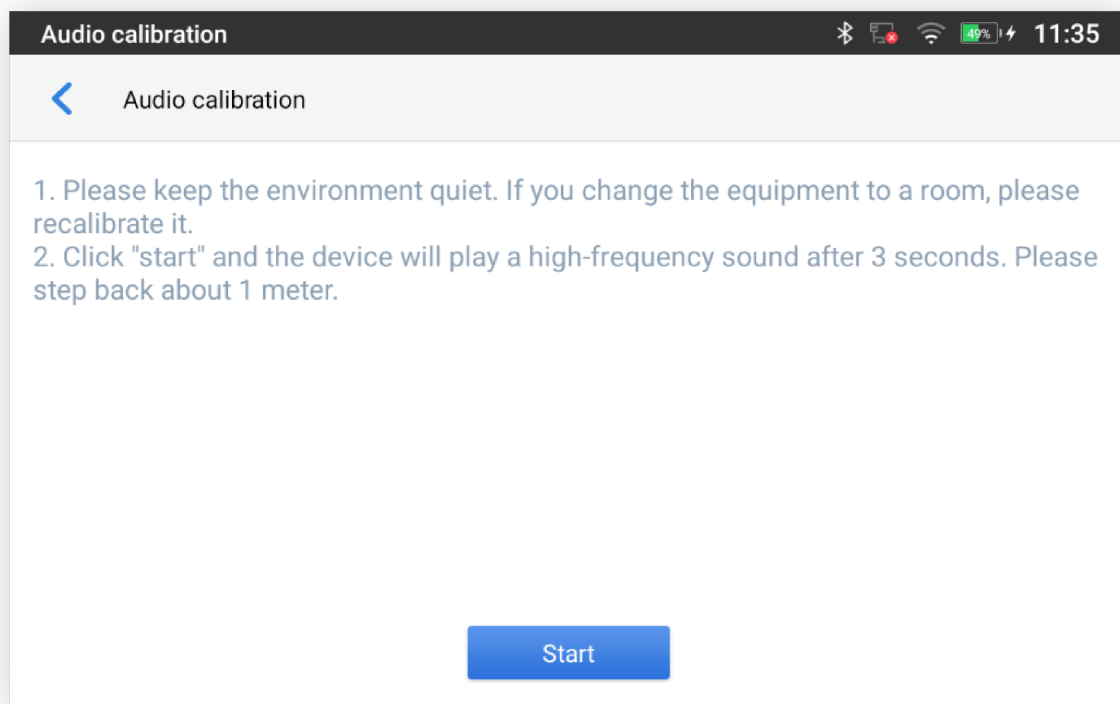 Audio calibration
49% 11:35
Audio calibration
1. Please keep the environment quiet. If you change the equipment to a room, please
recalibrate it.
2. Click "start" and the device will play a high-frequency sound after 3 seconds. Please
step back about 1 meter.
Start